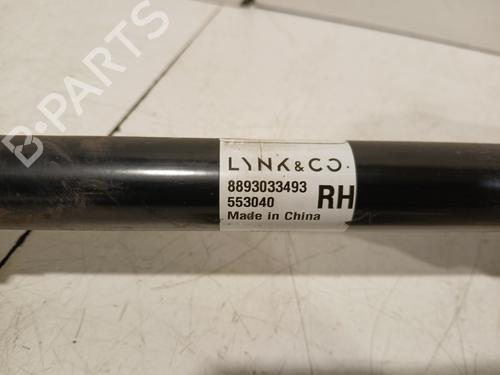 B-PARTS
LYNK & CO
8893033493
553040
RH
Made in China